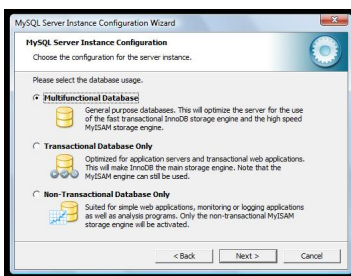 MySQL Server Instance Configuration Wizard
MySQL Server Instance Configuration
Choose the configuration for the server instance.
Please select the database usage.
Multifunctional Database
General purpose databases. This will optimize the server for the use
of the fast transactional InnoDB storage engine and the high speed
MyISAM storage engine.
Transactional Database Only
Optimized for application servers and transactional web applications.
This will make InnoDB the main storage engine. Note that the
MyISAM engine can still be used.
Non-Transactional Database Only
Suited for simple web applications, monitoring or logging applications
as well as analysis programs. Only the non-transactional MyISAM
storage engine will be activated.
< Back Next > Cancel